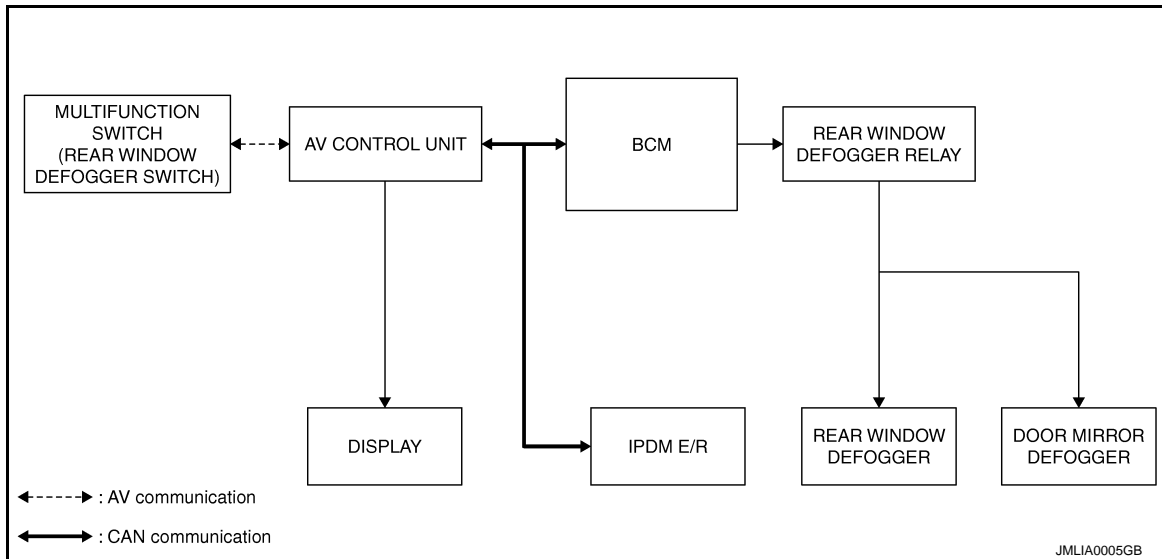 MULTIFUNCTION
SWITCH
(REAR WINDOW
DEFOGGER SWITCH)
AV CONTROL UNIT
BCM
REAR WINDOW
DEFOGGER RELAY
DISPLAY
IPDM E/R
REAR WINDOW
DEFOGGER
DOOR MIRROR
DEFOGGER
: AV communication
: CAN communication
JMLIA0005GB